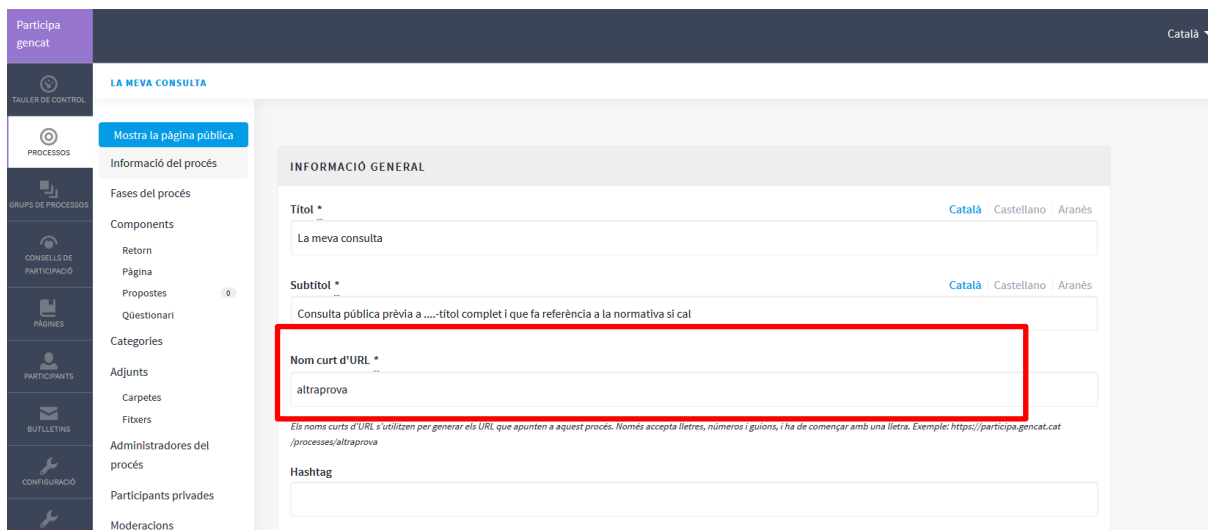 Participa
gencat
Català
TAULER DE CONTROL
PROCESSOS
GRUPS DE PROCESSOS
CONSELLS DE
PARTICIPACIÓ
PÀGINES
PARTICIPANTS
BUTLLETINS
CONFIGURACIÓ
LA MEVA CONSULTA
Mostra la pàgina pública
Informació del procés
Fases del procés
Components
Retorn
Pàgina
Propostes 0
Qüestionari
Categories
Adjunts
Carpetes
Fitxers
Administradores del
procés
Participants privades
Moderacions
INFORMACIÓ GENERAL
Títol * Català Castellano Aranès
La meva consulta
Subtítol * Català Castellano Aranès
Consulta pública prèvia a ....-títol complet i que fa referència a la normativa si cal
Nom curt d'URL *
altraprova
Els noms curts d'URL s'utilitzen per generar els URL que apunten a aquest procés. Només accepta lletres, números i guions, i ha de començar amb una lletra. Exemple: https://participa.gencat.cat
/processes/altraprova
Hashtag